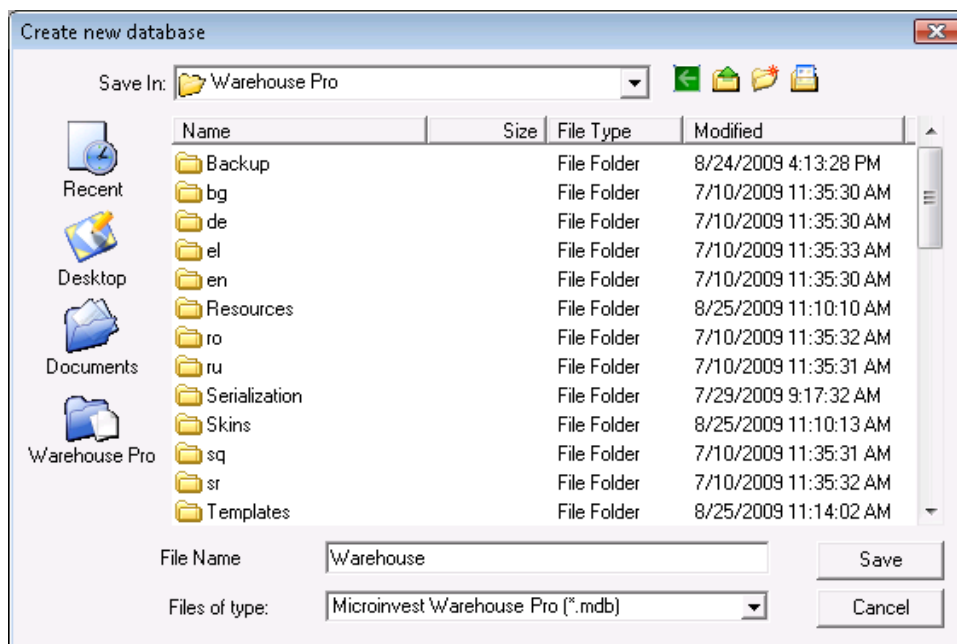 Create new database
Save In: Warehouse Pro
Name Size File Type Modified
Backup File Folder 8/24/2009 4:13:28 PM
bg File Folder 7/10/2009 11:35:30 AM
de File Folder 7/10/2009 11:35:30 AM
el File Folder 7/10/2009 11:35:33 AM
en File Folder 7/10/2009 11:35:30 AM
Resources File Folder 8/25/2009 11:10:10 AM
ro File Folder 7/10/2009 11:35:32 AM
ru File Folder 7/10/2009 11:35:31 AM
Serialization File Folder 7/29/2009 9:17:32 AM
Skins File Folder 8/25/2009 11:10:13 AM
sq File Folder 7/10/2009 11:35:31 AM
sr File Folder 7/10/2009 11:35:32 AM
Templates File Folder 8/25/2009 11:14:02 AM
Recent
Desktop
Documents
Warehouse Pro
File Name Warehouse Save
Files of type: Microinvest Warehouse Pro (*.mdb) Cancel